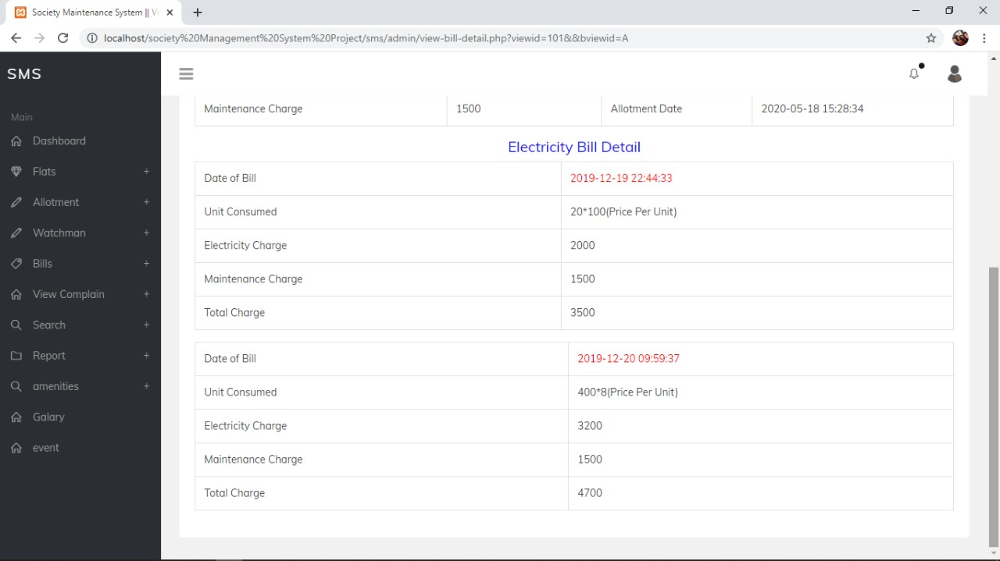 Society Maintenance System || Vi
localhost/society%20Management%20System%20Project/sms/admin/view-bill-detail.php?viewid=101&&bviewid=A
SMS
Main
Dashboard
Flats +
Allotment +
Watchman +
Bills +
View Complain +
Search +
Report +
amenities +
Galary
event
Maintenance Charge 1500 Allotment Date 2020-05-18 15:28:34
Electricity Bill Detail
Date of Bill 2019-12-19 22:44:33
Unit Consumed 20*100(Price Per Unit)
Electricity Charge 2000
Maintenance Charge 1500
Total Charge 3500
Date of Bill 2019-12-20 09:59:37
Unit Consumed 400*8(Price Per Unit)
Electricity Charge 3200
Maintenance Charge 1500
Total Charge 4700